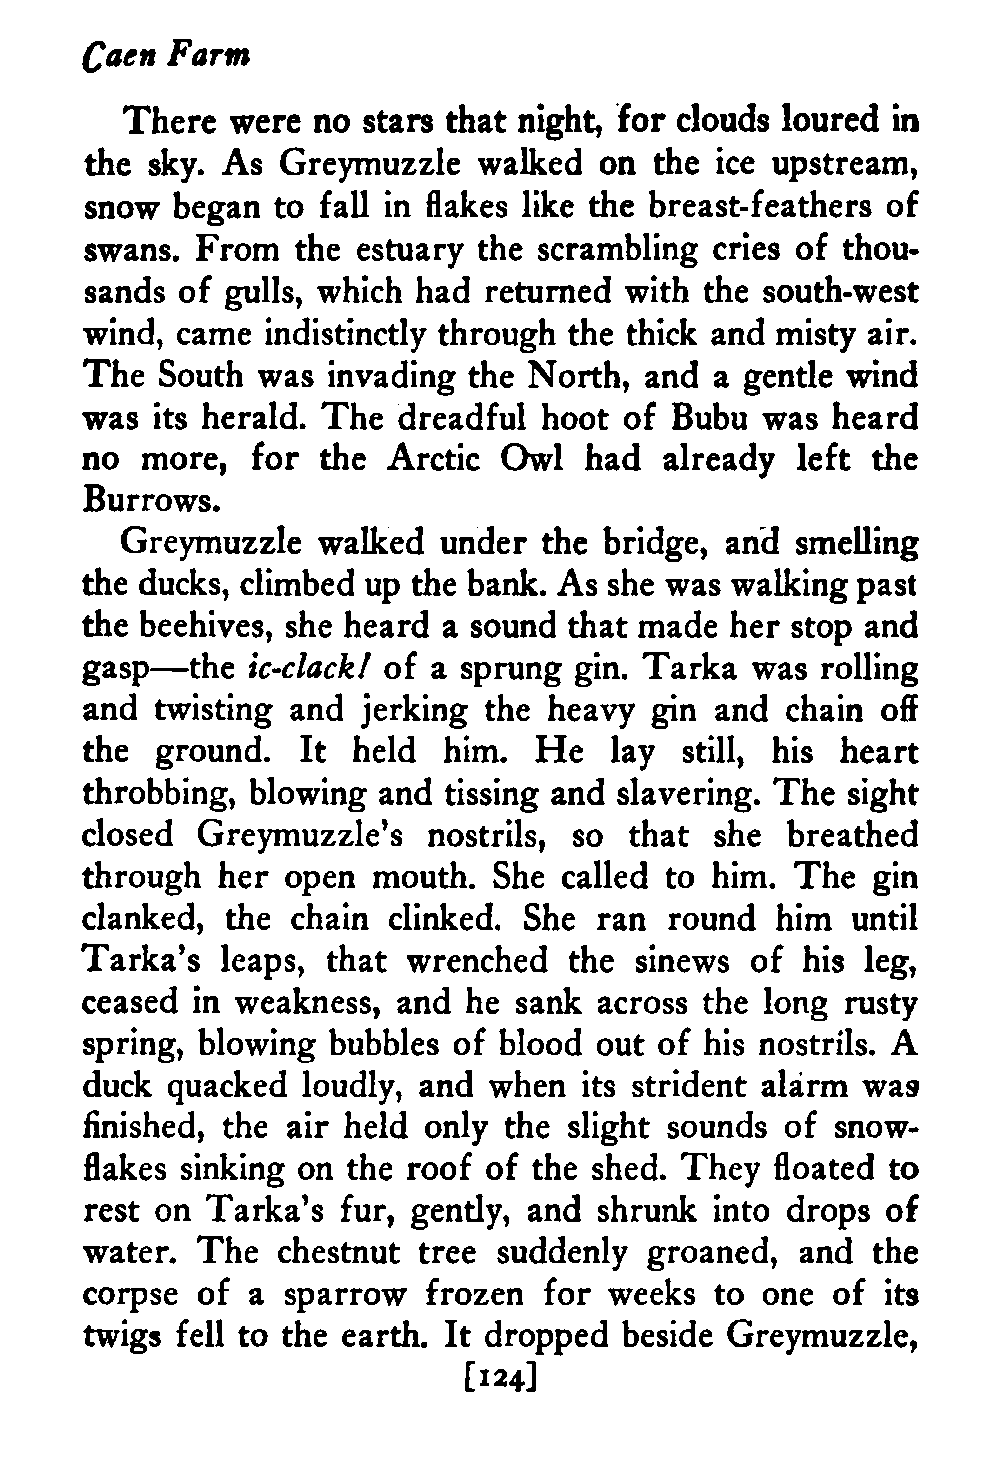 Caen Farm
There were no stars that night, for clouds loured in
the sky. As Greymuzzle walked on the ice upstream,
snow began to fall in flakes like the breast-feathers of
swans. From the estuary the scrambling cries of thou-
sands of gulls, which had returned with the south-west
wind, came indistinctly through the thick and misty air.
The South was invading the North, and a gentle wind
was its herald. The dreadful hoot of Bubu was heard
no more, for the Arctic Owl had already left the
Burrows.
Greymuzzle walked under the bridge, and smelling
the ducks, climbed up the bank. As she was walking past
the beehives, she heard a sound that made her stop and
gasp—the ic-clack! of a sprung gin. Tarka was rolling
and twisting and jerking the heavy gin and chain off
the ground. It held him. He lay still, his heart
throbbing, blowing and tissing and slavering. The sight
closed Greymuzzle's nostrils, so that she breathed
through her open mouth. She called to him. The gin
clanked, the chain clinked. She ran round him until
Tarka's leaps, that wrenched the sinews of his leg,
ceased in weakness, and he sank across the long rusty
spring, blowing bubbles of blood out of his nostrils. A
duck quacked loudly, and when its strident alarm was
finished, the air held only the slight sounds of snow-
flakes sinking on the roof of the shed. They floated to
rest on Tarka's fur, gently, and shrunk into drops of
water. The chestnut tree suddenly groaned, and the
corpse of a sparrow frozen for weeks to one of its
twigs fell to the earth. It dropped beside Greymuzzle,
[124]